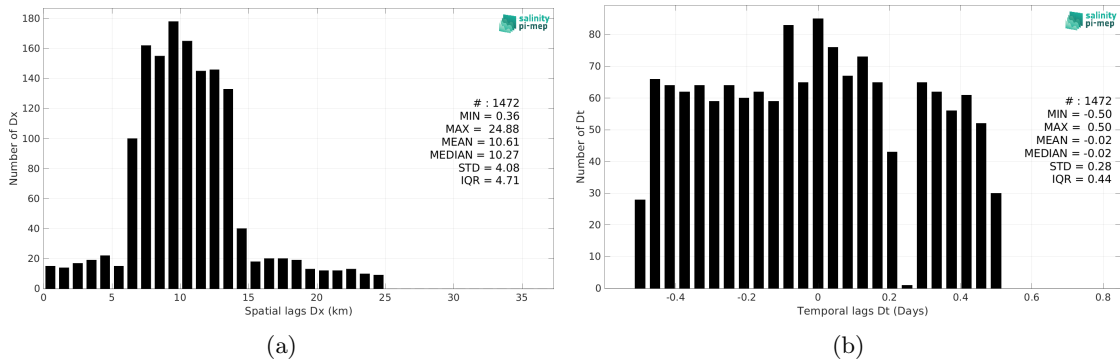 180
160
140
120
100
80
60
40
20
0
Number of Dx
salinity
pi-mep
# : 1472
MIN = 0.36
MAX = 24.88
MEAN = 10.61
MEDIAN = 10.27
STD = 4.08
IQR = 4.71
0 5 10 15 20 25 30 35
Spatial lags Dx (km)
(a)
80
70
60
50
40
30
20
10
0
Number of Dt
salinity
pi-mep
# : 1472
MIN = -0.50
MAX = 0.50
MEAN = -0.02
MEDIAN = -0.02
STD = 0.28
IQR = 0.44
-0.4 -0.2 0 0.2 0.4 0.6 0.8
Temporal lags Dt (Days)
(b)